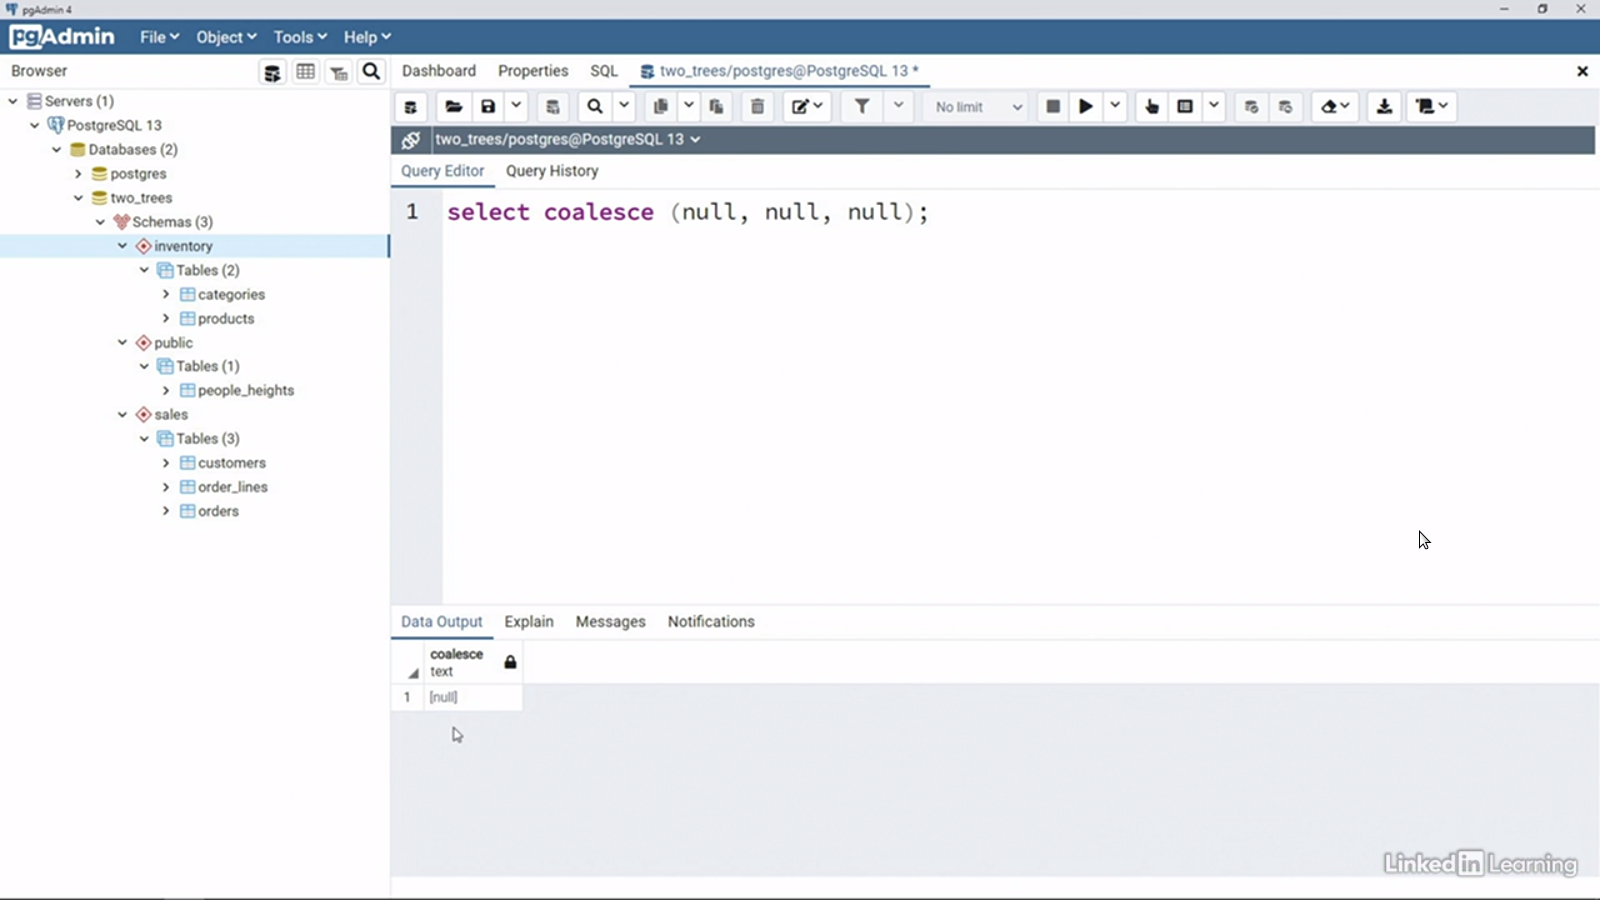 pgAdmin 4
pgAdmin File Object Tools Help
Browser
Dashboard Properties SQL two_trees/postgres@PostgreSQL 13 *
Servers (1)
PostgreSQL 13
Databases (2)
postgres
two_trees
Schemas (3)
inventory
Tables (2)
categories
products
public
Tables (1)
people_heights
sales
Tables (3)
customers
order_lines
orders
No limit
two_trees/postgres@PostgreSQL 13
Query Editor Query History
1 select coalesce (null, null, null);
Data Output Explain Messages Notifications
coalesce
text
1 [null]
Linked in Learning